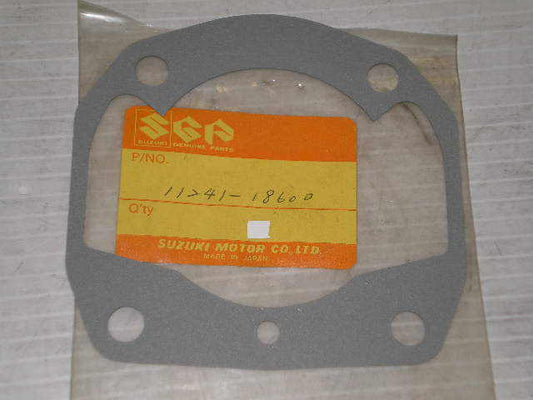 SGP
SUZUKI GENUINE PARTS
P/NO.
11241-18600
Q'ty
SUZUKI MOTOR CO., LTD.
MADE IN JAPAN